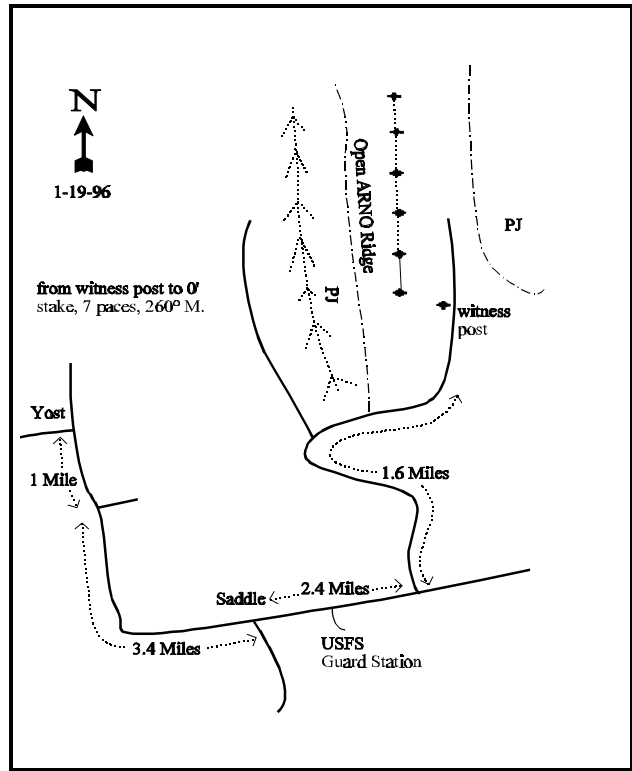 N
1-19-96
Open ARNO Ridge
PJ
from witness post to 0'
stake, 7 paces, 260° M.
PJ
witness
post
Yost
1 Mile
1.6 Miles
2.4 Miles
Saddle
3.4 Miles
USFS
Guard Station